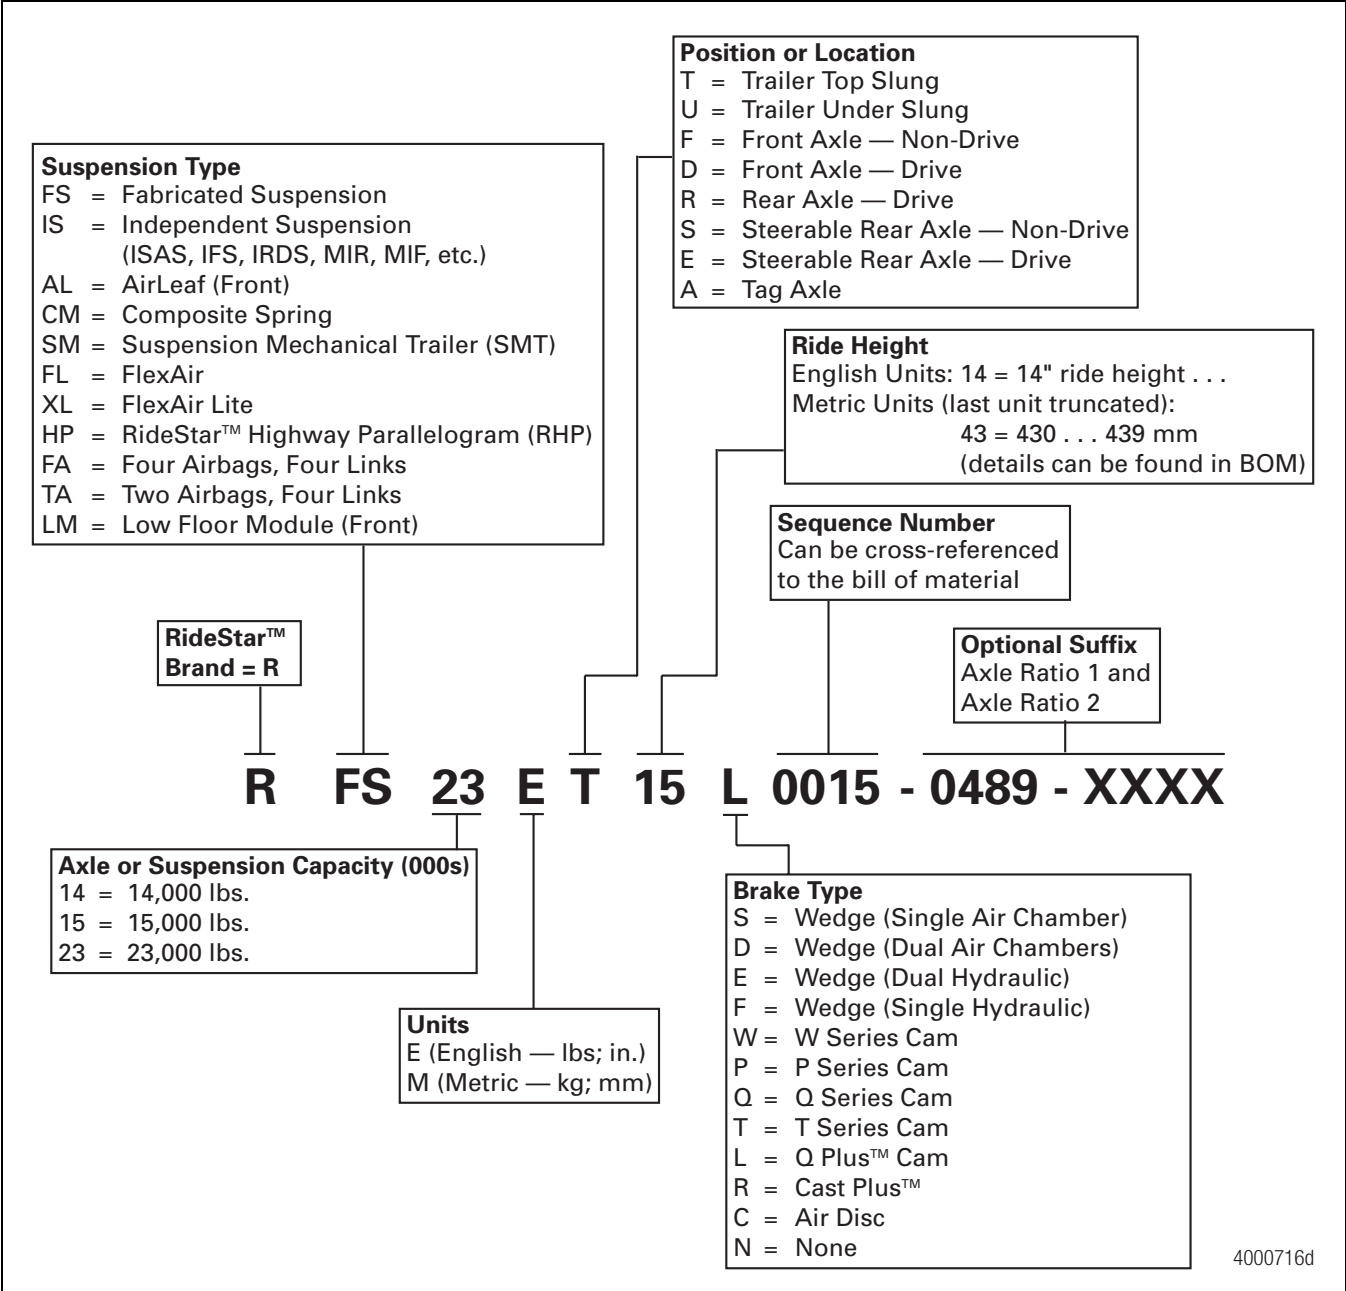 Position or Location
T = Trailer Top Slung
U = Trailer Under Slung
F = Front Axle — Non-Drive
D = Front Axle — Drive
R = Rear Axle — Drive
S = Steerable Rear Axle — Non-Drive
E = Steerable Rear Axle — Drive
A = Tag Axle
Suspension Type
FS = Fabricated Suspension
IS = Independent Suspension
(ISAS, IFS, IRDS, MIR, MIF, etc.)
AL = AirLeaf (Front)
CM = Composite Spring
SM = Suspension Mechanical Trailer (SMT)
FL = FlexAir
XL = FlexAir Lite
HP = RideStar™ Highway Parallelogram (RHP)
FA = Four Airbags, Four Links
TA = Two Airbags, Four Links
LM = Low Floor Module (Front)
Ride Height
English Units: 14 = 14" ride height . . .
Metric Units (last unit truncated):
43 = 430 . . . 439 mm
(details can be found in BOM)
Sequence Number
Can be cross-referenced
to the bill of material
RideStar™
Brand = R
Optional Suffix
Axle Ratio 1 and
Axle Ratio 2
R FS 23 E T 15 L 0015 - 0489 - XXXX
Axle or Suspension Capacity (000s)
14 = 14,000 lbs.
15 = 15,000 lbs.
23 = 23,000 lbs.
Units
E (English — lbs; in.)
M (Metric — kg; mm)
Brake Type
S = Wedge (Single Air Chamber)
D = Wedge (Dual Air Chambers)
E = Wedge (Dual Hydraulic)
F = Wedge (Single Hydraulic)
W = W Series Cam
P = P Series Cam
Q = Q Series Cam
T = T Series Cam
L = Q Plus™ Cam
R = Cast Plus™
C = Air Disc
N = None
4000716d